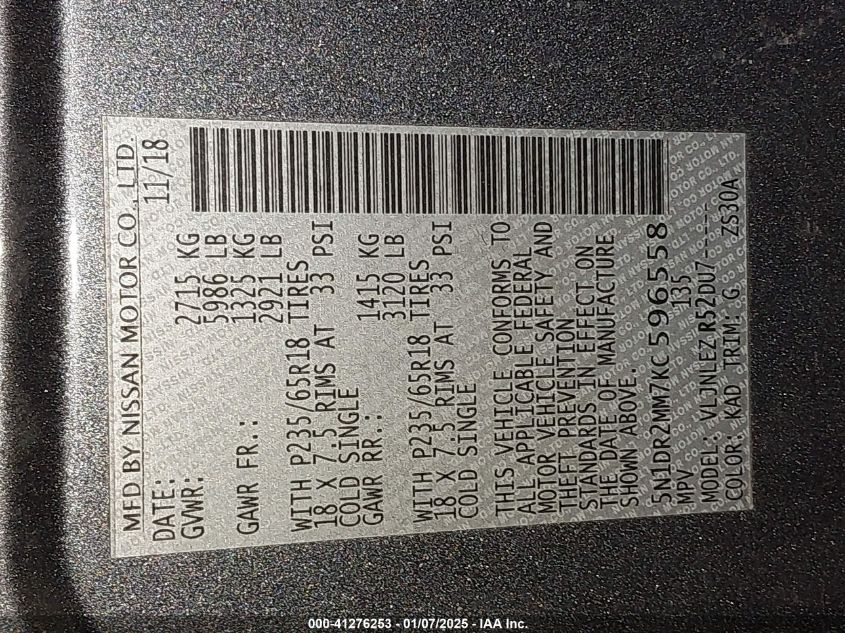 MFD BY NISSAN MOTOR CO., LTD.
DATE: 11/18
GVWR: 2715 KG
5986 LB
GAWR FR.: 1325 KG
2921 LB
WITH P235/65R18 TIRES
18 X 7.5 RIMS AT 33 PSI
COLD SINGLE
GAWR RR.: 1415 KG
3120 LB
WITH P235/65R18 TIRES
18 X 7.5 RIMS AT 33 PSI
COLD SINGLE
THIS VEHICLE CONFORMS TO
ALL APPLICABLE FEDERAL
MOTOR VEHICLE SAFETY AND
THEFT PREVENTION
STANDARDS IN EFFECT ON
THE DATE OF MANUFACTURE
SHOWN ABOVE.
5N1DR2MM7KC596558
MPV 135
MODEL: VLJNLEZ R52DU7-----
COLOR: KAD TRIM: G ZS30A
000-41276253 - 01/07/2025 - IAA Inc.